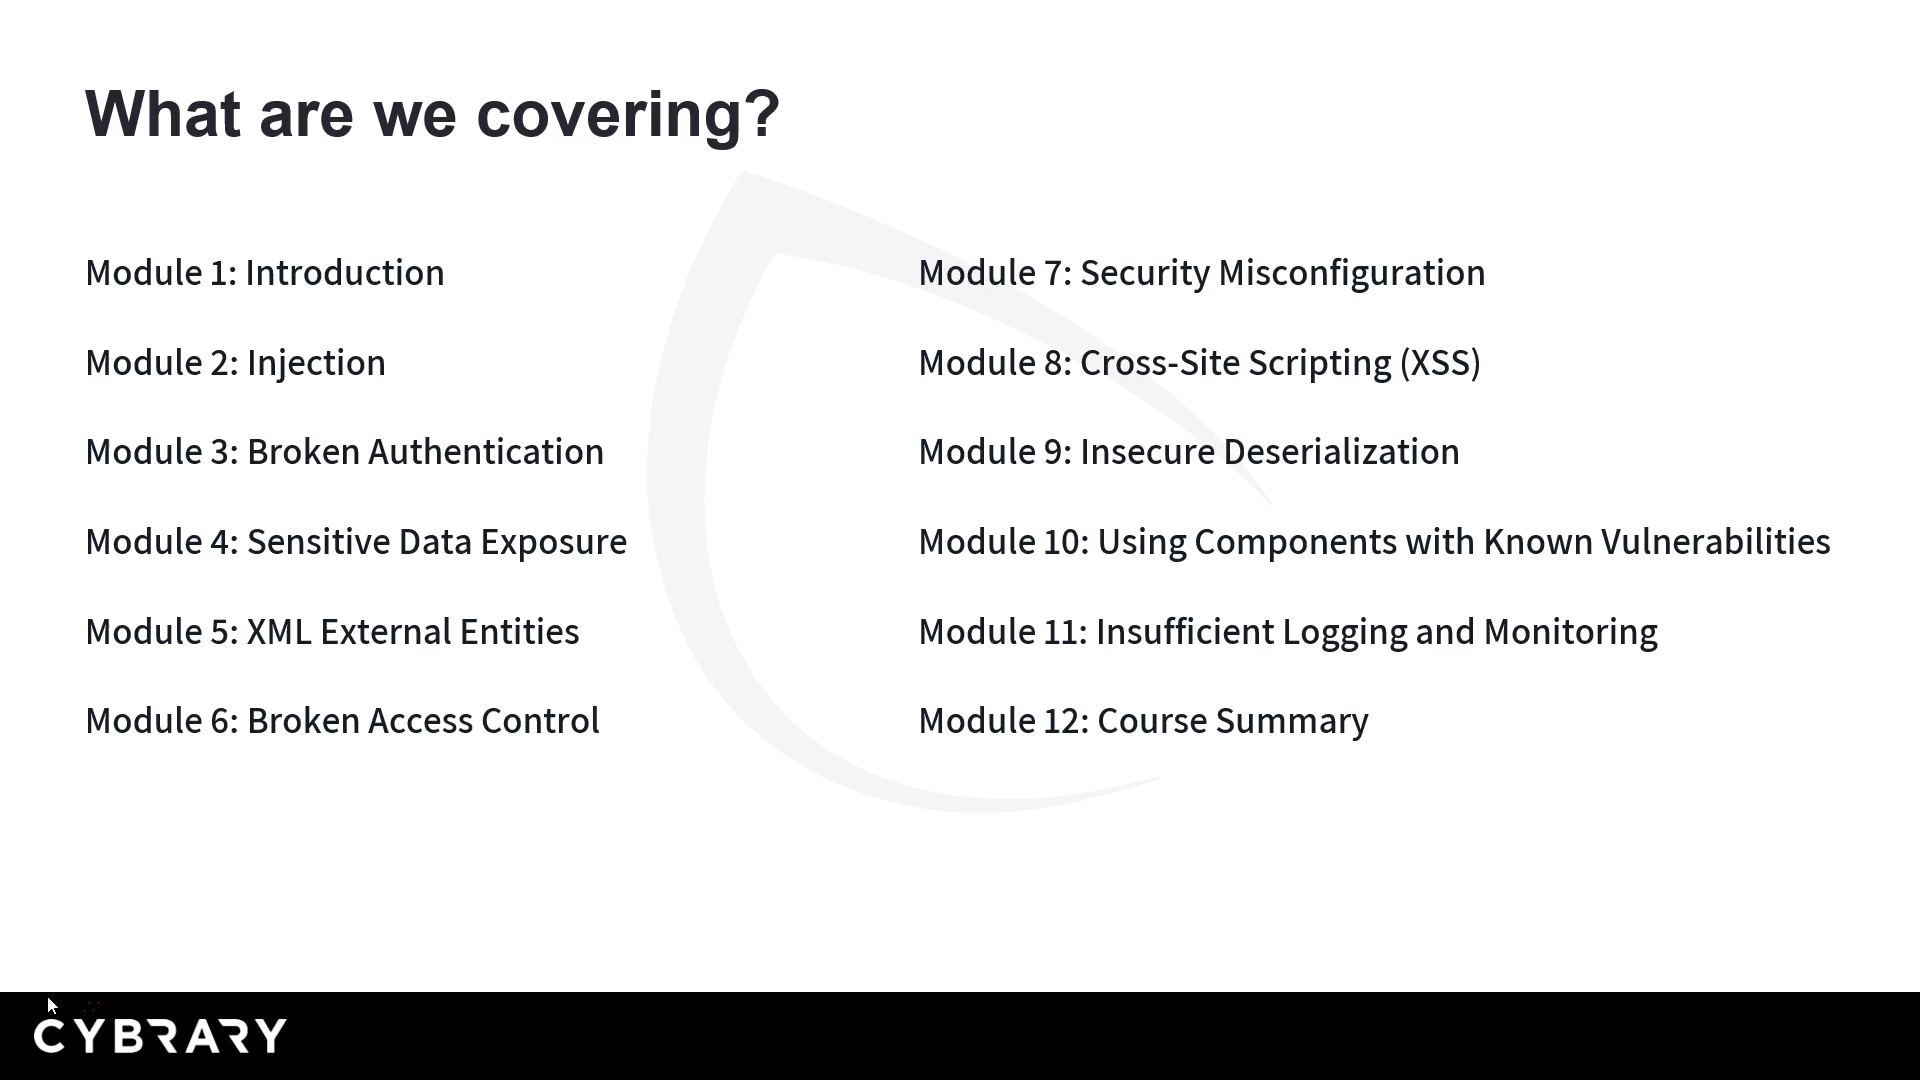 What are we covering?
Module 1: Introduction
Module 2: Injection
Module 3: Broken Authentication
Module 4: Sensitive Data Exposure
Module 5: XML External Entities
Module 6: Broken Access Control
Module 7: Security Misconfiguration
Module 8: Cross-Site Scripting (XSS)
Module 9: Insecure Deserialization
Module 10: Using Components with Known Vulnerabilities
Module 11: Insufficient Logging and Monitoring
Module 12: Course Summary
CYBRARY